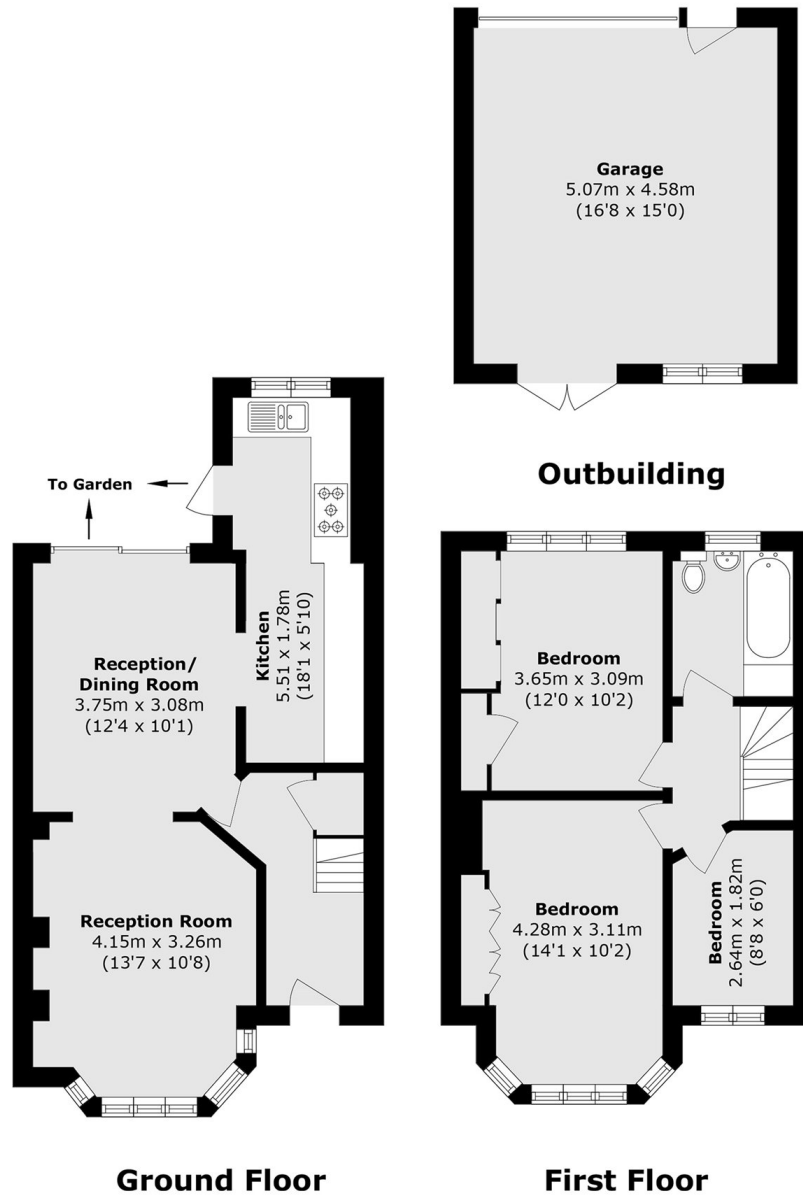 Garage
5.07m x 4.58m
(16'8 x 15'0)
Outbuilding
To Garden
Kitchen
5.51 x 1.78m
(18'1 x 5'10)
Reception/
Dining Room
3.75m x 3.08m
(12'4 x 10'1)
Reception Room
4.15m x 3.26m
(13'7 x 10'8)
Ground Floor
Bedroom
3.65m x 3.09m
(12'0 x 10'2)
Bedroom
4.28m x 3.11m
(14'1 x 10'2)
Bedroom
2.64m x 1.82m
(8'8 x 6'0)
First Floor